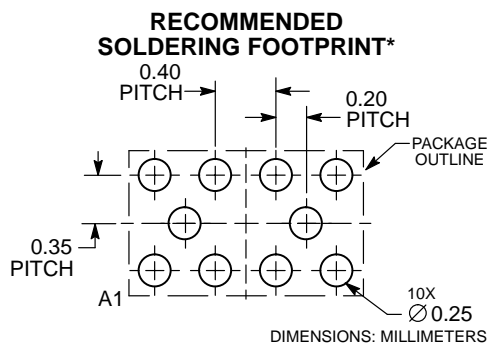 RECOMMENDED
SOLDERING FOOTPRINT*
0.40
PITCH
0.20
PITCH
PACKAGE
OUTLINE
0.35
PITCH
A1
10X
∅ 0.25
DIMENSIONS: MILLIMETERS